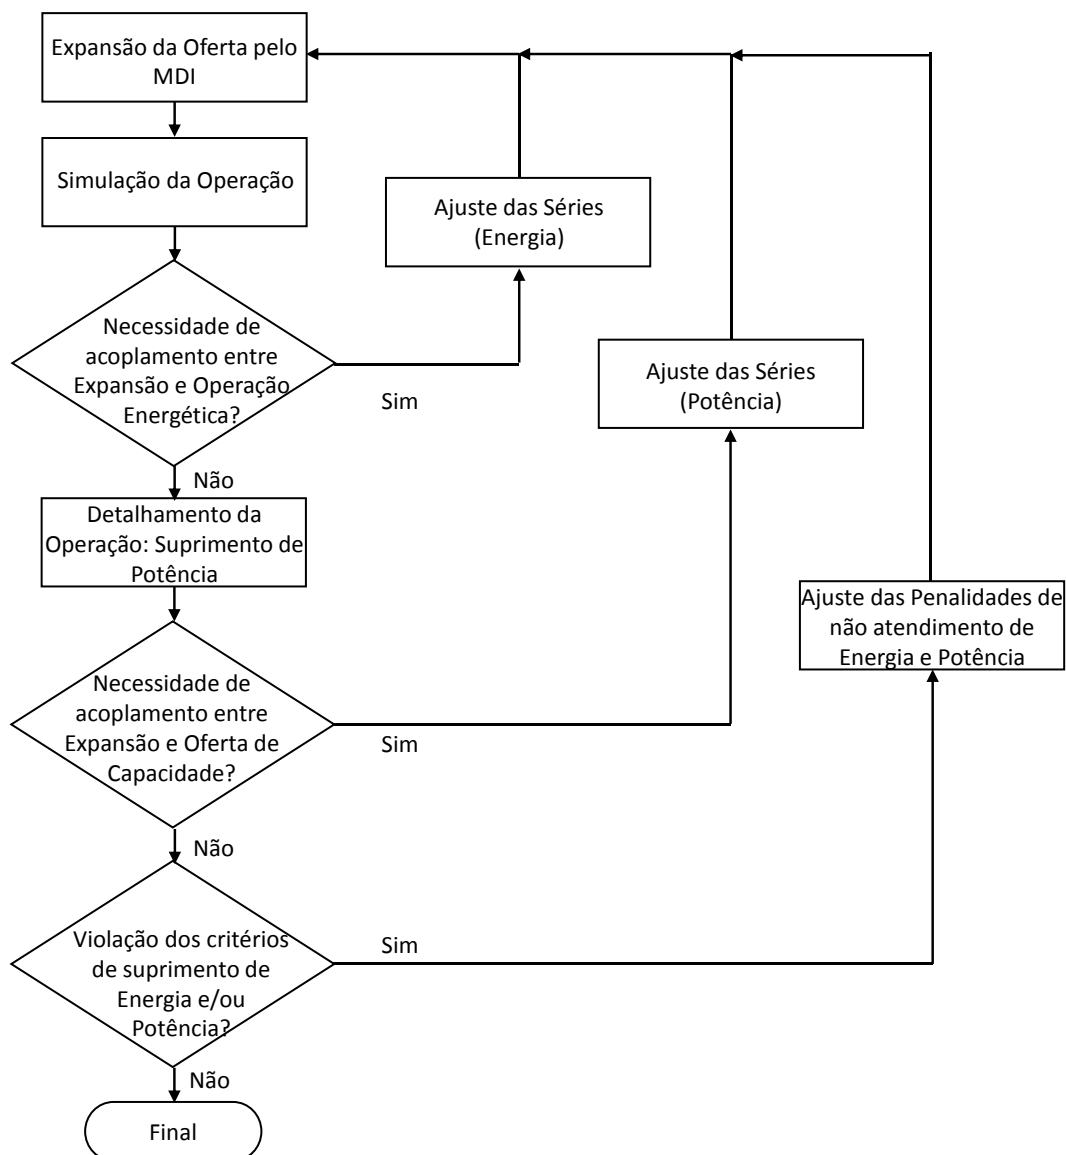 Expansão da Oferta pelo
MDI
Simulação da Operação
Ajuste das Séries
(Energia)
Necessidade de
acoplamento entre
Expansão e Operação
Energética?
Sim
Ajuste das Séries
(Potência)
Não
Detalhamento da
Operação: Suprimento de
Potência
Ajuste das Penalidades de
não atendimento de
Energia e Potência
Necessidade de
acoplamento entre
Expansão e Oferta de
Capacidade?
Sim
Não
Violação dos critérios
de suprimento de
Energia e/ou
Potência?
Sim
Não
Final